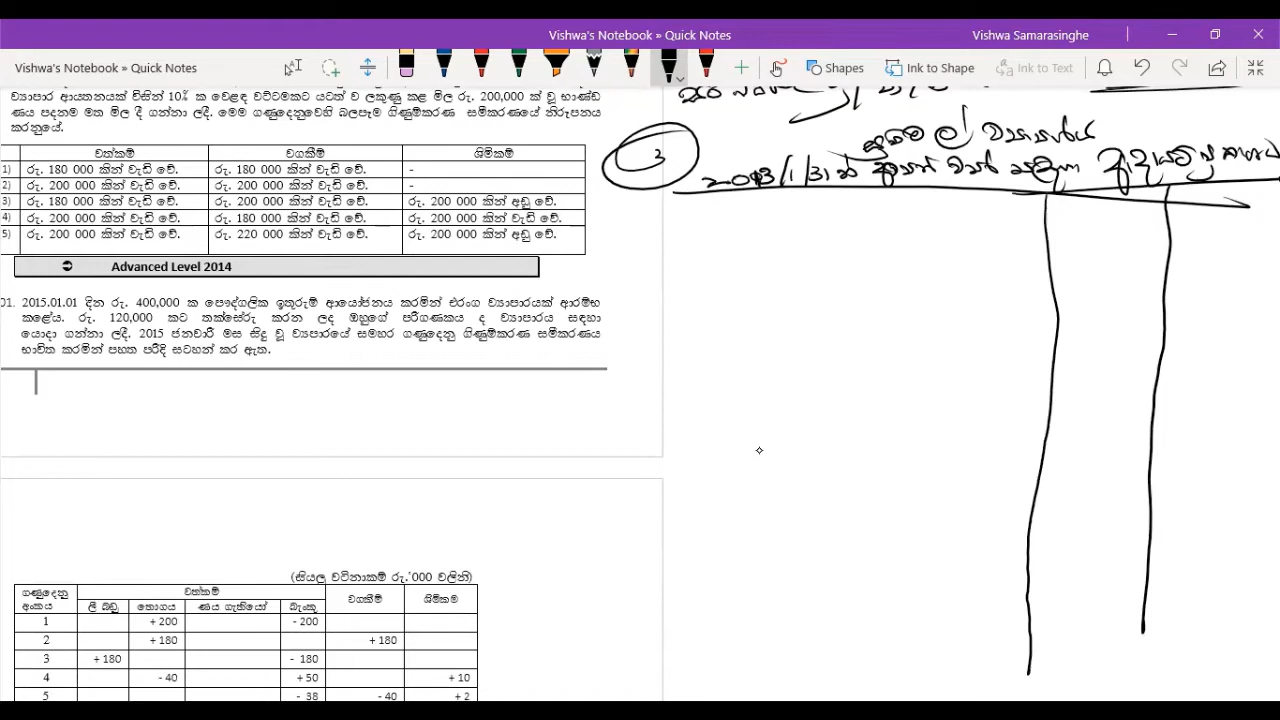 Vishwa's Notebook » Quick Notes
Vishwa Samarasinghe
Vishwa's Notebook » Quick Notes
Shapes
Ink to Shape
Ink to Text
ව්‍යාපාර ආයතනයක් විසින් 10% ක වෙළඳ වට්ටමකට යටත් ව ලකුණු කළ මිල රු. 200,000 ක් වූ භාණ්ඩ
ණය පදනම මත මිල දී ගන්නා ලදී. මෙම ගණුදෙනුවෙහි බලපෑම ගිණුම්කරණ සමීකරණයේ නිරූපනය
කරනුයේ.
වත්කම් වගකීම් ශිමිකම්
1) රු. 180 000 කින් වැඩි වේ. රු. 180 000 කින් වැඩි වේ. -
2) රු. 200 000 කින් වැඩි වේ. රු. 200 000 කින් වැඩි වේ. -
3) රු. 180 000 කින් වැඩි වේ. රු. 200 000 කින් වැඩි වේ. රු. 200 000 කින් අඩු වේ.
4) රු. 200 000 කින් වැඩි වේ. රු. 180 000 කින් වැඩි වේ. රු. 200 000 කින් වැඩි වේ.
5) රු. 200 000 කින් වැඩි වේ. රු. 220 000 කින් වැඩි වේ. රු. 200 000 කින් අඩු වේ.
➲ Advanced Level 2014
01. 2015.01.01 දින රු. 400,000 ක පෞද්ගලික ඉතුරුම් ආයෝජනය කරමින් එරංග ව්‍යාපාරයක් ආරම්භ
කළේය. රු. 120,000 කට තක්සේරු කරන ලද ඔහුගේ පරිගණකය ද ව්‍යාපාරය සඳහා
යොදා ගන්නා ලදී. 2015 ජනවාරි මස සිදු වූ ව්‍යාපාරයේ සමහර ගණුදෙනු ගිණුම්කරණ සමීකරණය
භාවිත කරමින් පහත පරිදි සටහන් කර ඇත.
(සියලු වටිනාකම් රු.'000 වලිනි)
ගණුදෙනු අංකය වත්කම් වගකීම් ශිමිකම
ලී බඩු තොගය ණය ගැතියෝ බැංකු
1 + 200 - 200
2 + 180 + 180
3 + 180 - 180
4 - 40 + 50 + 10
5 - 38 - 40 + 2
3
ව්‍යාපාරය